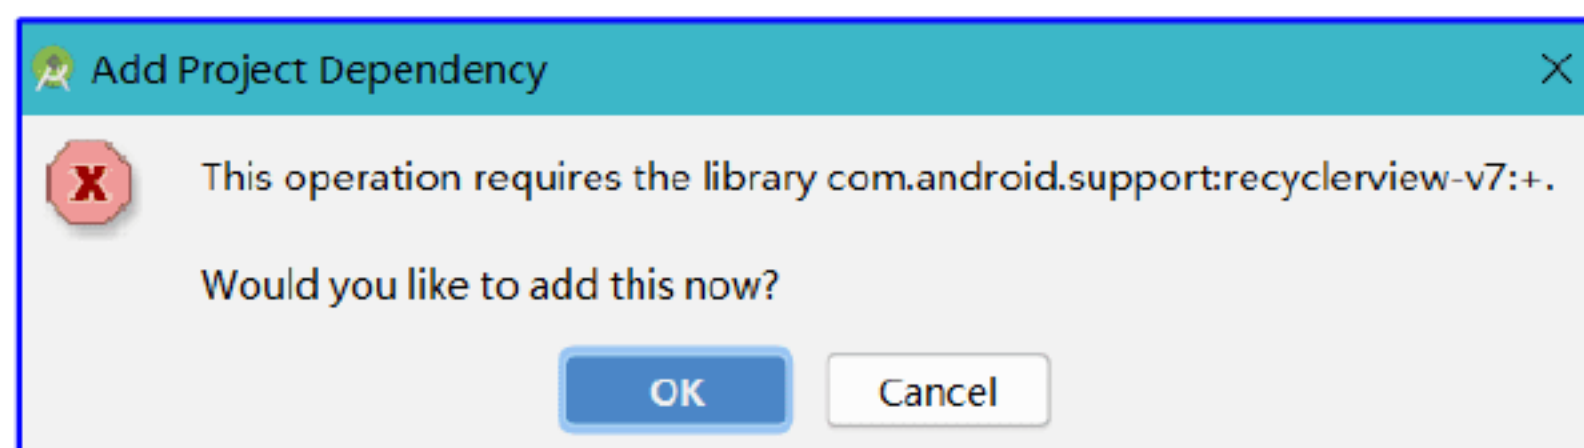 Add Project Dependency
This operation requires the library com.android.support:recyclerview-v7:+.
Would you like to add this now?
OK Cancel